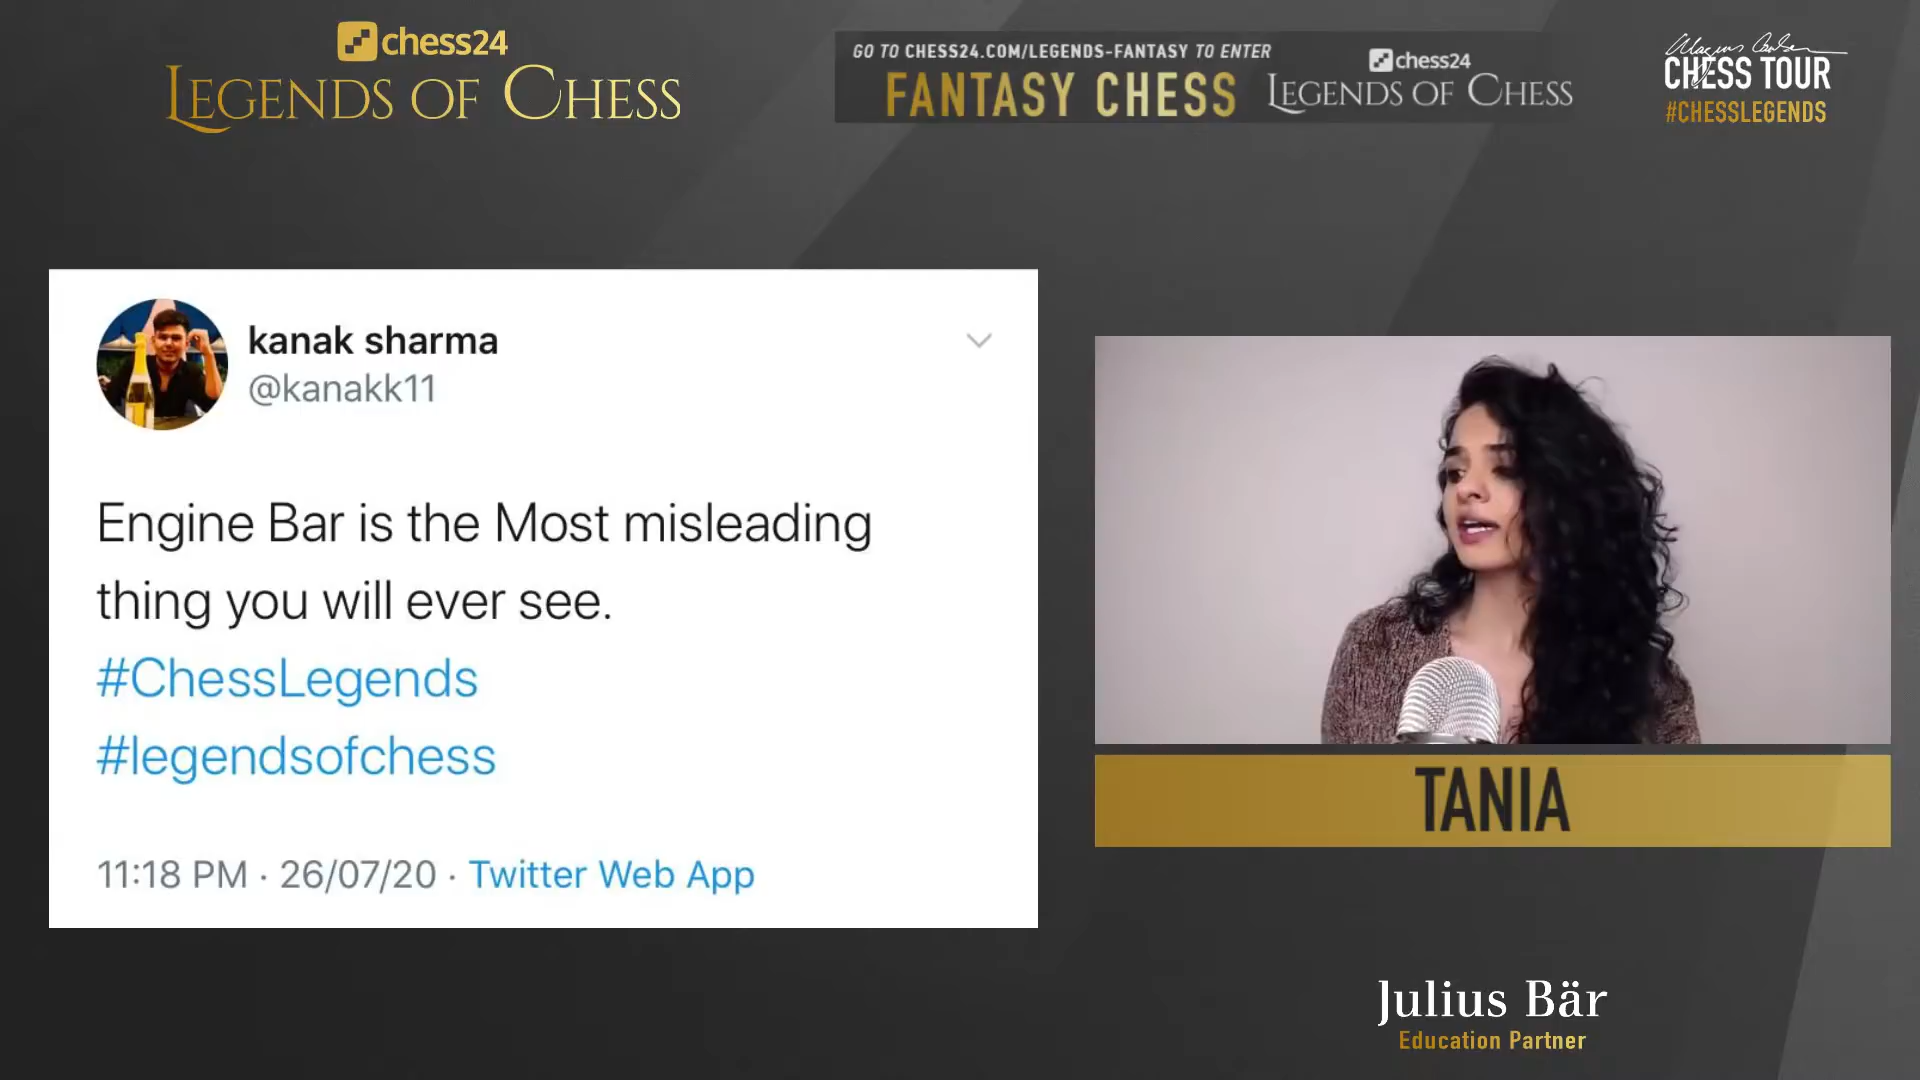 chess24
LEGENDS OF CHESS
GO TO CHESS24.COM/LEGENDS-FANTASY TO ENTER
FANTASY CHESS
chess24
LEGENDS OF CHESS
Magnus Carlsen
CHESS TOUR
#CHESSLEGENDS
kanak sharma
@kanakk11
Engine Bar is the Most misleading
thing you will ever see.
#ChessLegends
#legendsofchess
11:18 PM · 26/07/20 · Twitter Web App
TANIA
Julius Bär
Education Partner